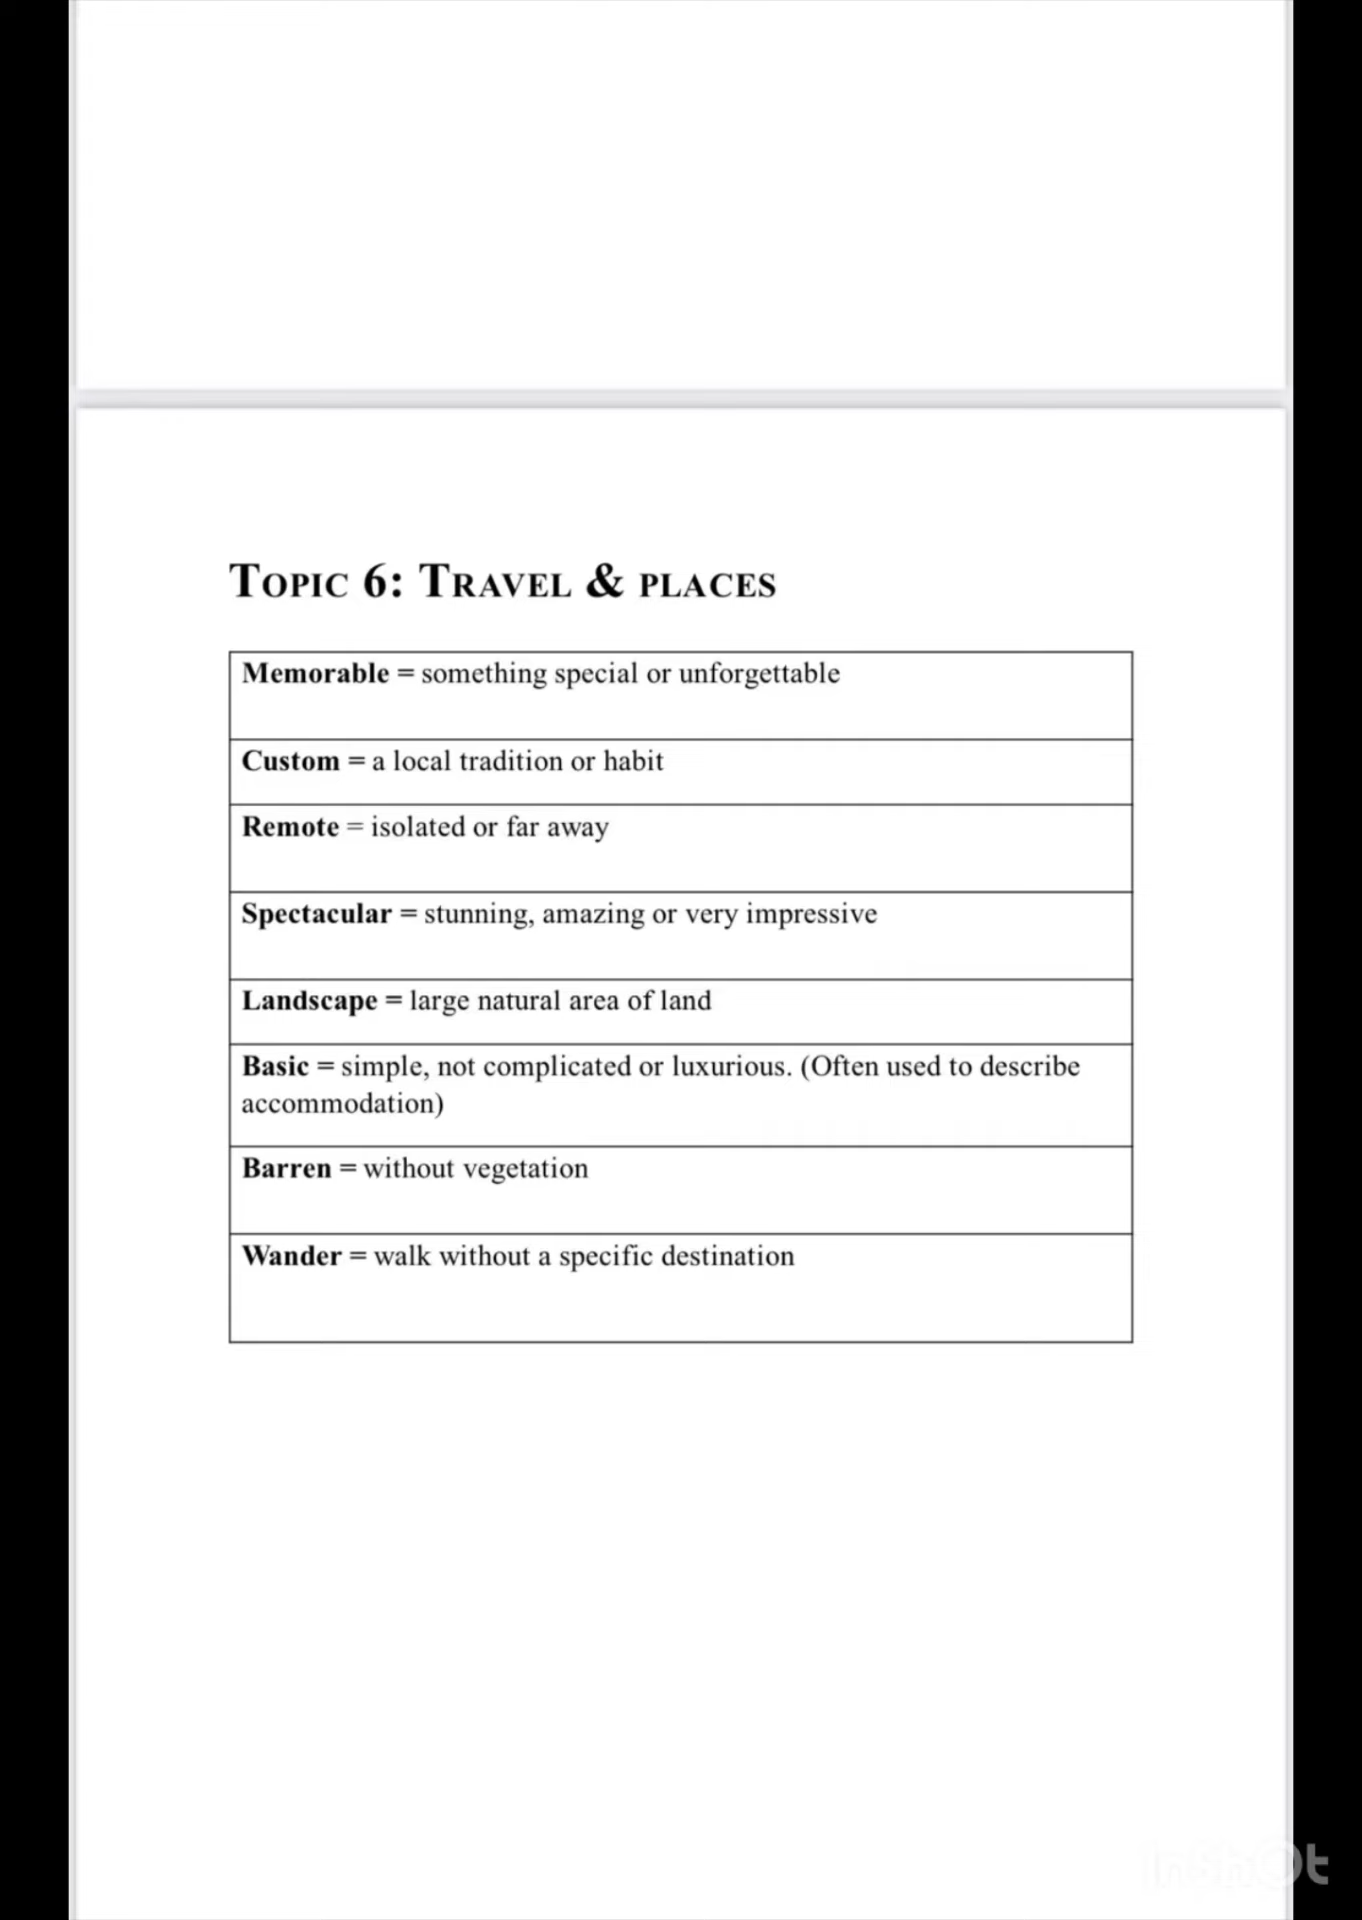 Topic 6: Travel & places
Memorable = something special or unforgettable
Custom = a local tradition or habit
Remote = isolated or far away
Spectacular = stunning, amazing or very impressive
Landscape = large natural area of land
Basic = simple, not complicated or luxurious. (Often used to describe
accommodation)
Barren = without vegetation
Wander = walk without a specific destination
InShOt